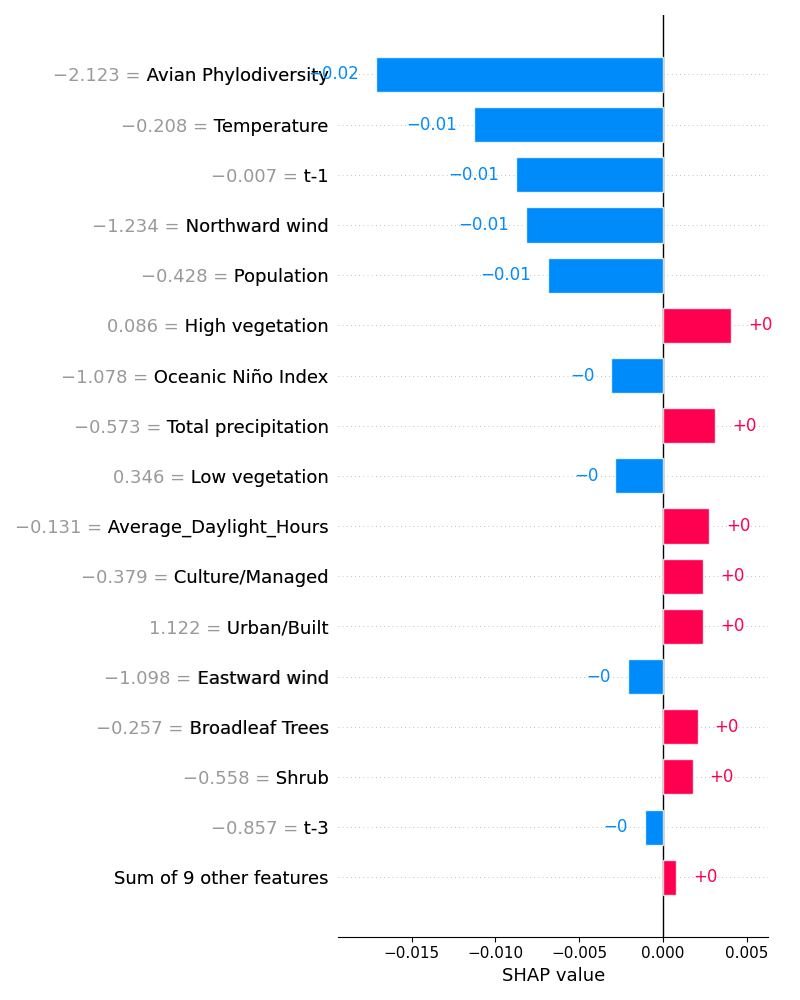 −2.123 = Avian Phylodiversity −0.02
−0.208 = Temperature −0.01
−0.007 = t-1 −0.01
−1.234 = Northward wind −0.01
−0.428 = Population −0.01
0.086 = High vegetation +0
−1.078 = Oceanic Niño Index −0
−0.573 = Total precipitation +0
0.346 = Low vegetation −0
−0.131 = Average_Daylight_Hours +0
−0.379 = Culture/Managed +0
1.122 = Urban/Built +0
−1.098 = Eastward wind −0
−0.257 = Broadleaf Trees +0
−0.558 = Shrub +0
−0.857 = t-3 −0
Sum of 9 other features +0
−0.015 −0.010 −0.005 0.000 0.005
SHAP value